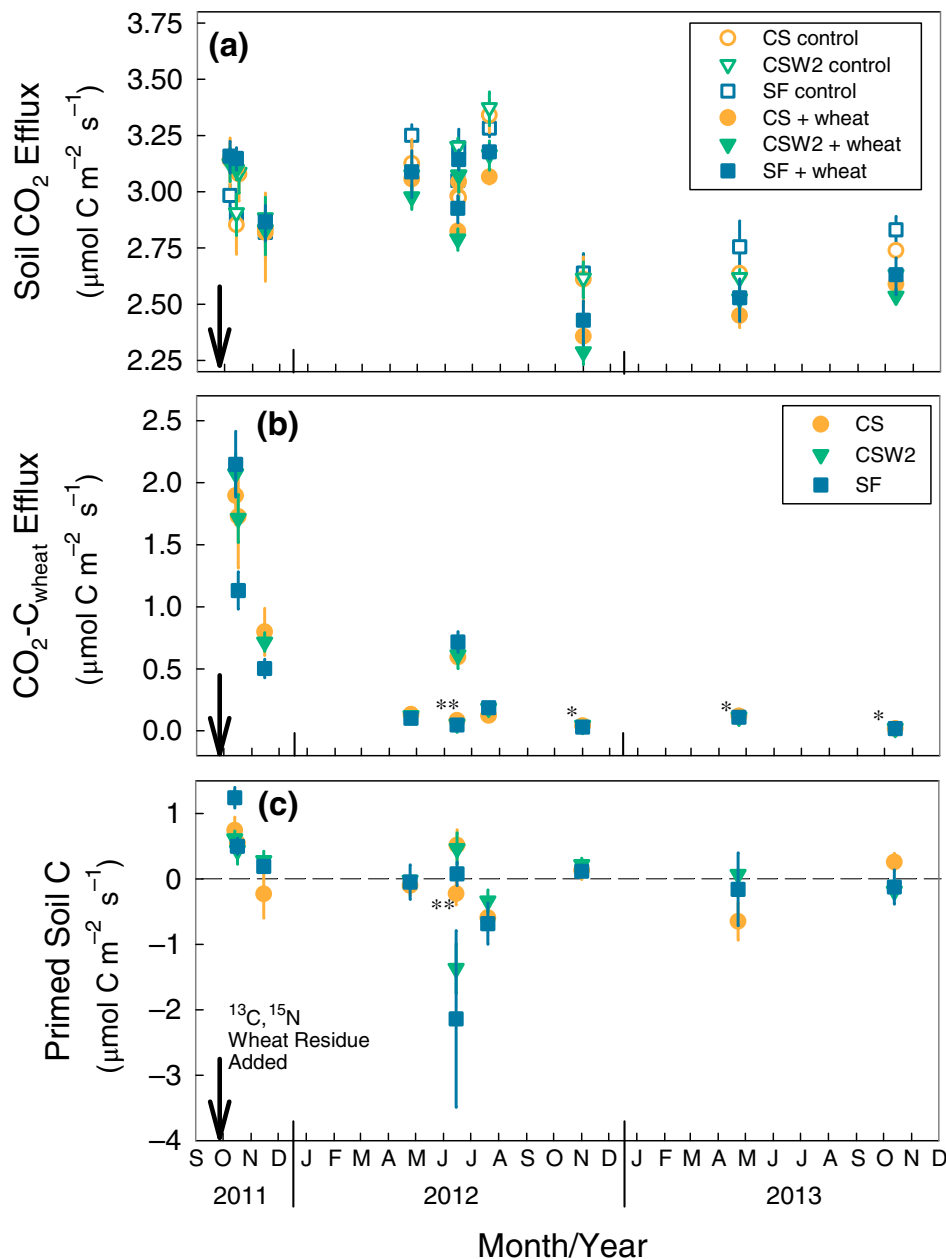 (a)
3.75
3.50
3.25
3.00
2.75
2.50
2.25
Soil CO₂ Efflux
(μmol C m⁻² s⁻¹)
CS control
CSW2 control
SF control
CS + wheat
CSW2 + wheat
SF + wheat
(b)
2.5
2.0
1.5
1.0
0.5
0.0
CO₂-C_wheat Efflux
(μmol C m⁻² s⁻¹)
CS
CSW2
SF
**
*
*
*
(c)
1
0
−1
−2
−3
−4
Primed Soil C
(μmol C m⁻² s⁻¹)
**
¹³C,¹⁵N
Wheat Residue
Added
S O N D J F M A M J J A S O N D J F M A M J J A S O N D
2011 2012 2013
Month/Year